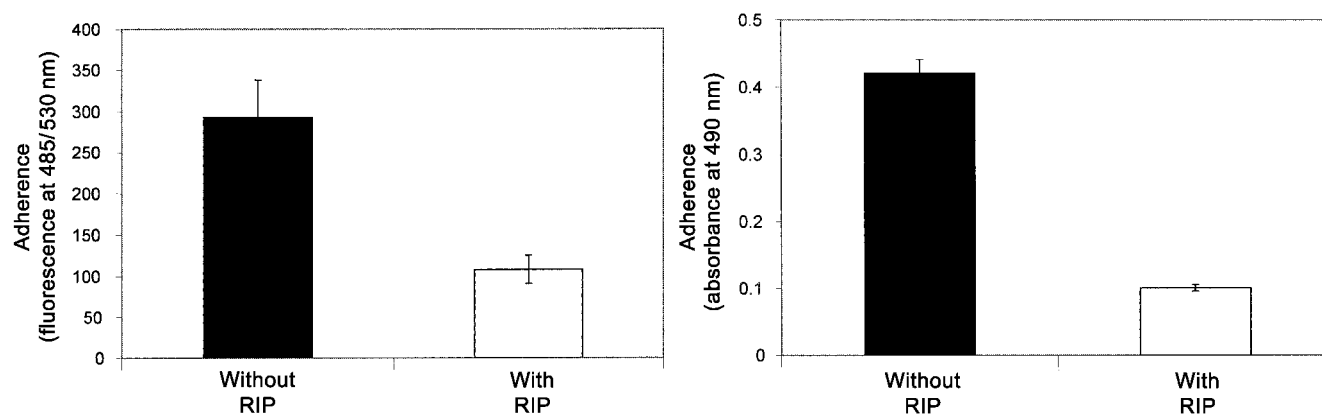 Adherence
(fluorescence at 485/530 nm)
400
350
300
250
200
150
100
50
0
Without
RIP
With
RIP
Adherence
(absorbance at 490 nm)
0.5
0.4
0.3
0.2
0.1
0
Without
RIP
With
RIP